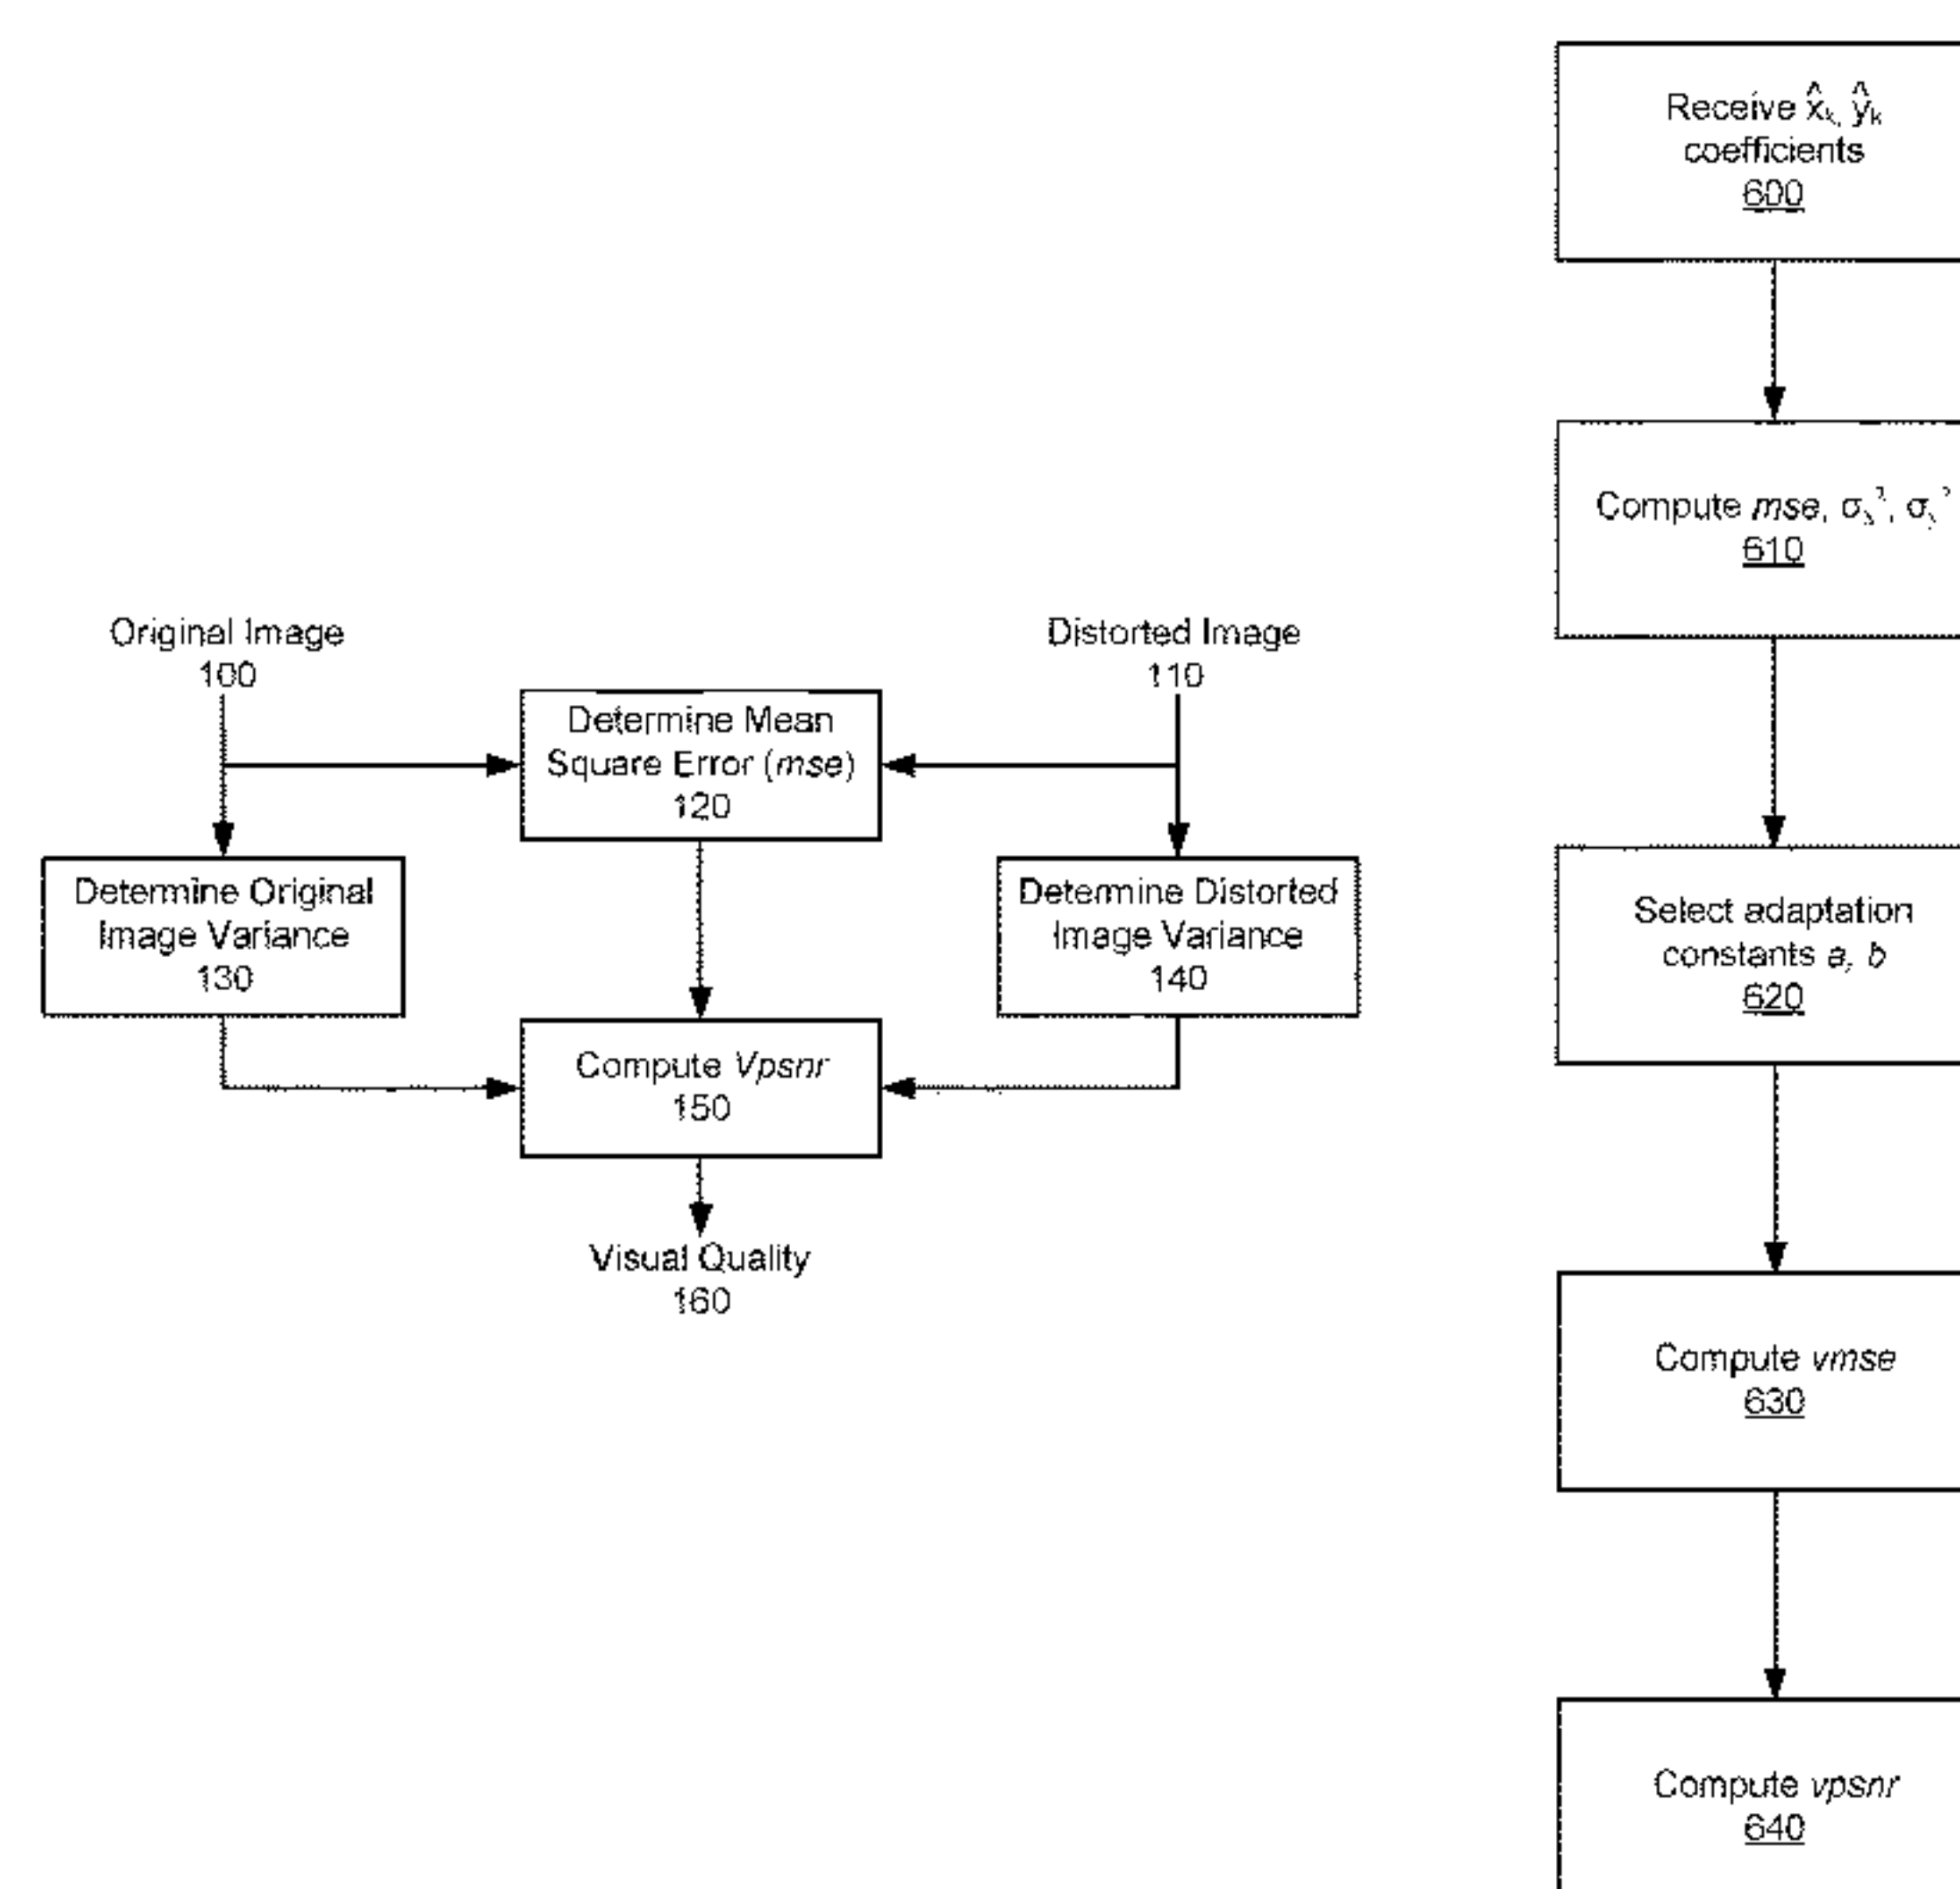 Original Image
100
Distorted Image
110
Determine Mean
Square Error (mse)
120
Determine Original
Image Variance
130
Determine Distorted
Image Variance
140
Compute Vpsnr
150
Visual Quality
160
Receive x̂ₖ, ŷₖ
coefficients
600
Compute mse, σₓ², σᵧ²
610
Select adaptation
constants a, b
620
Compute vmse
630
Compute vpsnr
640